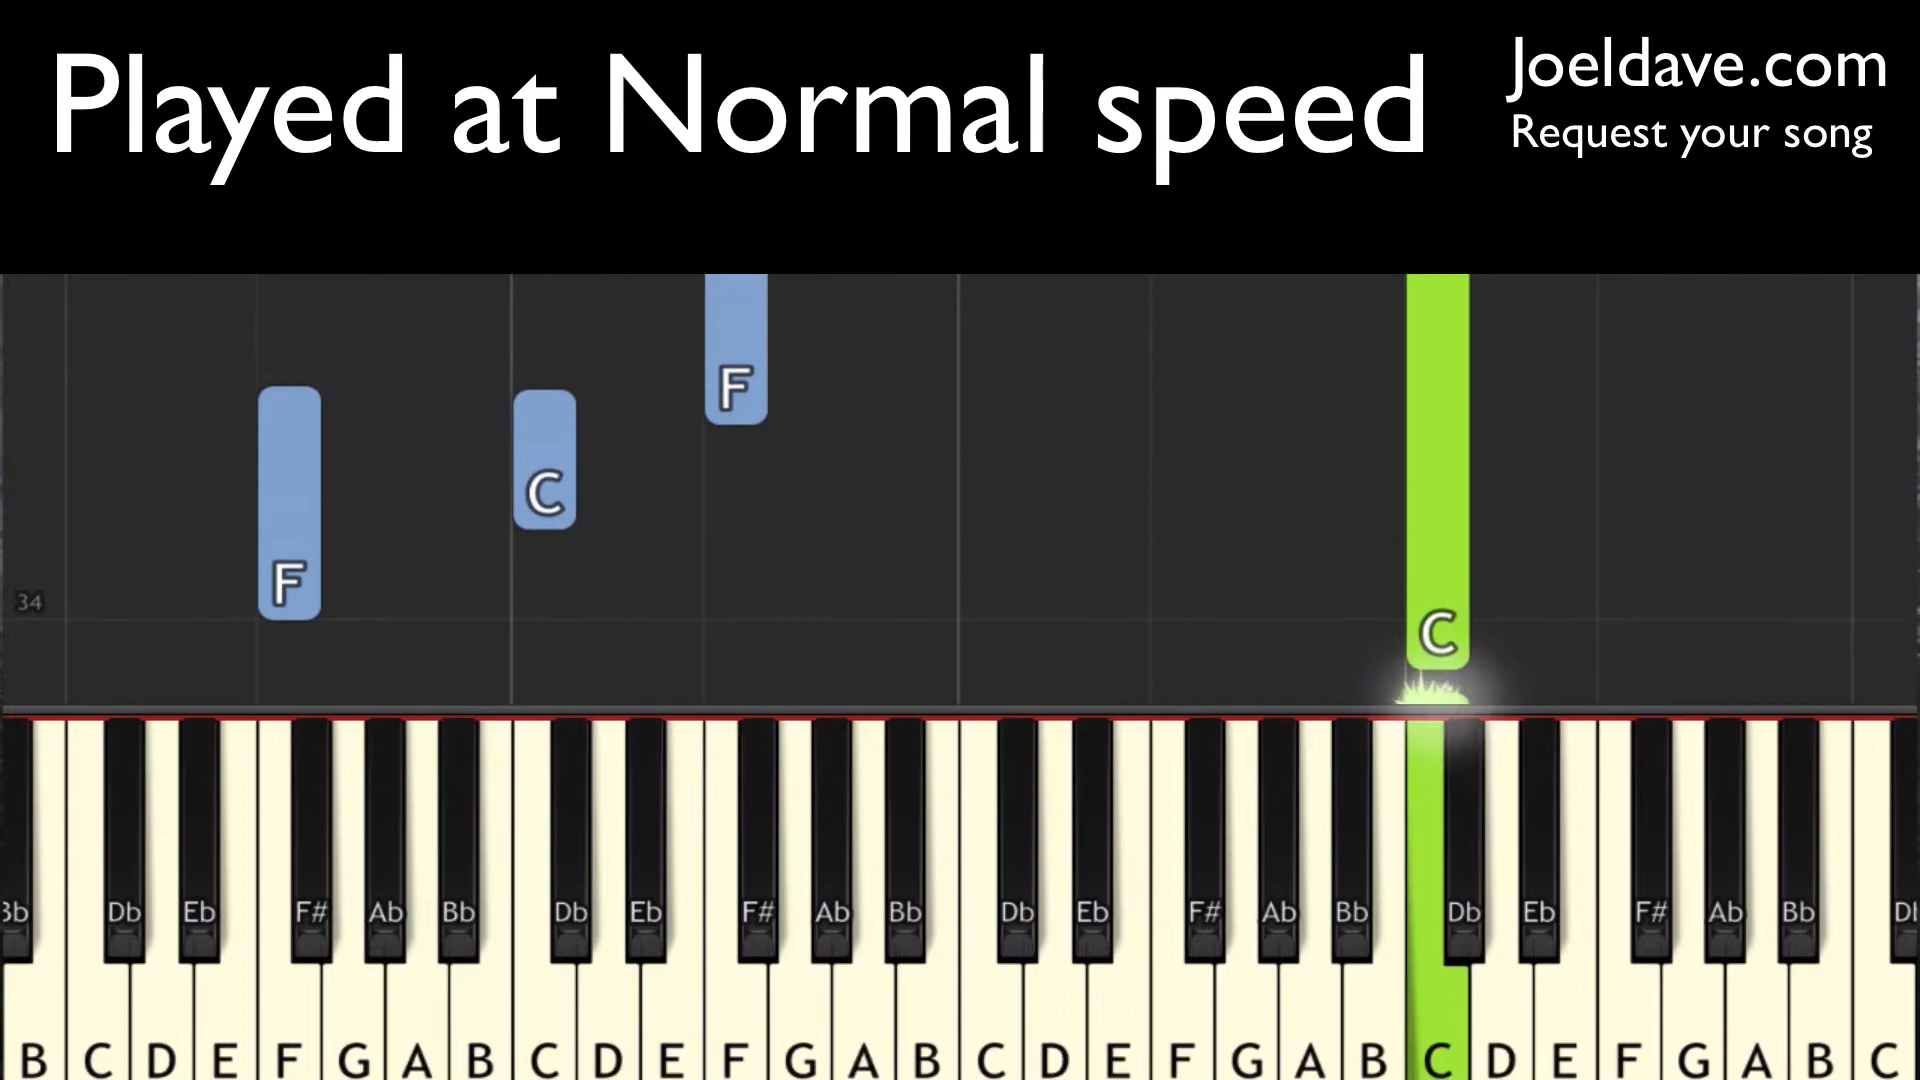 Played at Normal speed
Joeldave.com
Request your song
F
C
F
34
F
C
Bb Db Eb F# Ab Bb Db Eb F# Ab Bb Db Eb F# Ab Bb Db Eb F# Ab Bb
B C D E F G A B C D E F G A B C D E F G A B C D E F G A B C